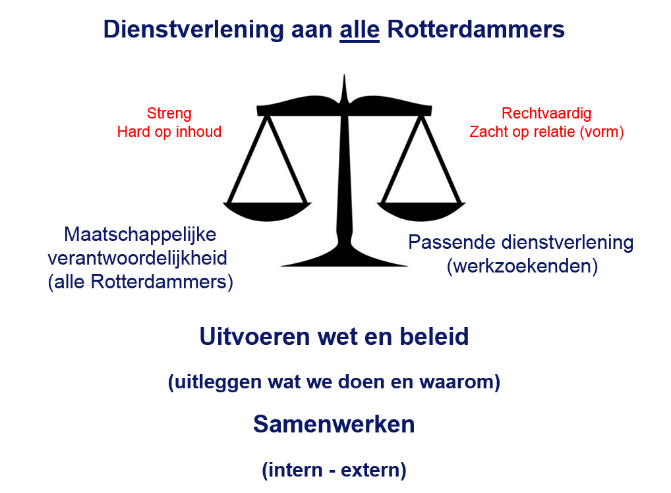 Dienstverlening aan alle Rotterdammers
Streng
Hard op inhoud
Rechtvaardig
Zacht op relatie (vorm)
Maatschappelijke
verantwoordelijkheid
(alle Rotterdammers)
Passende dienstverlening
(werkzoekenden)
Uitvoeren wet en beleid
(uitleggen wat we doen en waarom)
Samenwerken
(intern - extern)